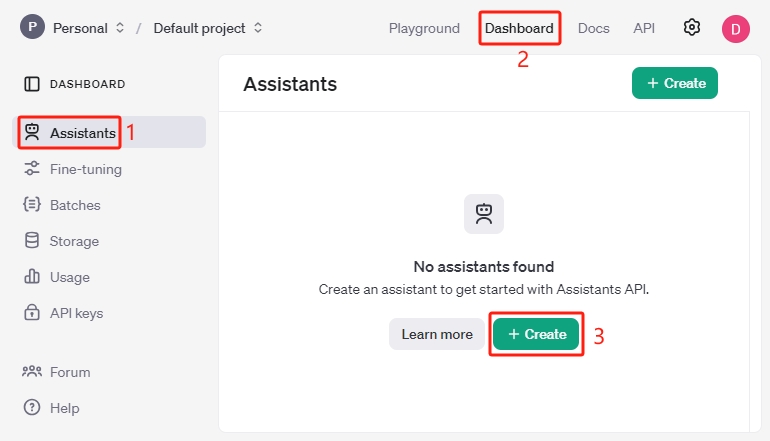 P Personal / Default project Playground Dashboard Docs API D
2
DASHBOARD
Assistants + Create
Assistants 1
Fine-tuning
Batches
Storage
Usage
API keys
No assistants found
Create an assistant to get started with Assistants API.
Learn more + Create 3
Forum
Help